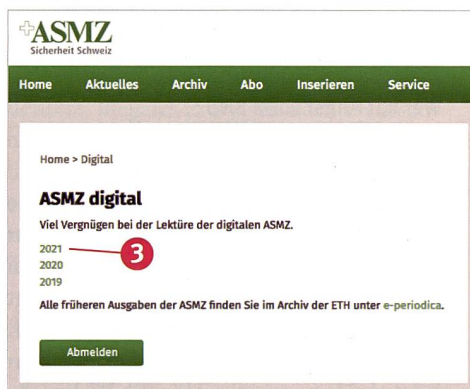 ASMZ
Sicherheit Schweiz
Home Aktuelles Archiv Abo Inserieren Service
Home > Digital
ASMZ digital
Viel Vergnügen bei der Lektüre der digitalen ASMZ.
2021
3
2020
2019
Alle früheren Ausgaben der ASMZ finden Sie im Archiv der ETH unter e-periodica.
Abmelden